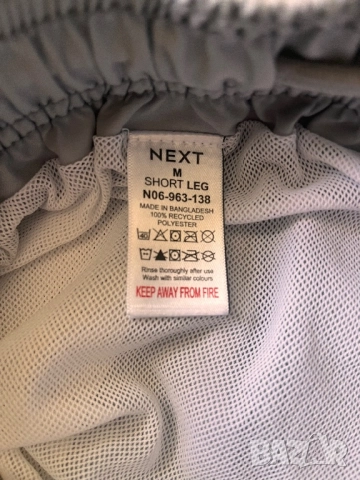 NEXT
M
SHORT LEG
N06-963-138
MADE IN BANGLADESH
100% RECYCLED
POLYESTER
Rinse thoroughly after use
Wash with similar colours
KEEP AWAY FROM FIRE
BAZAR